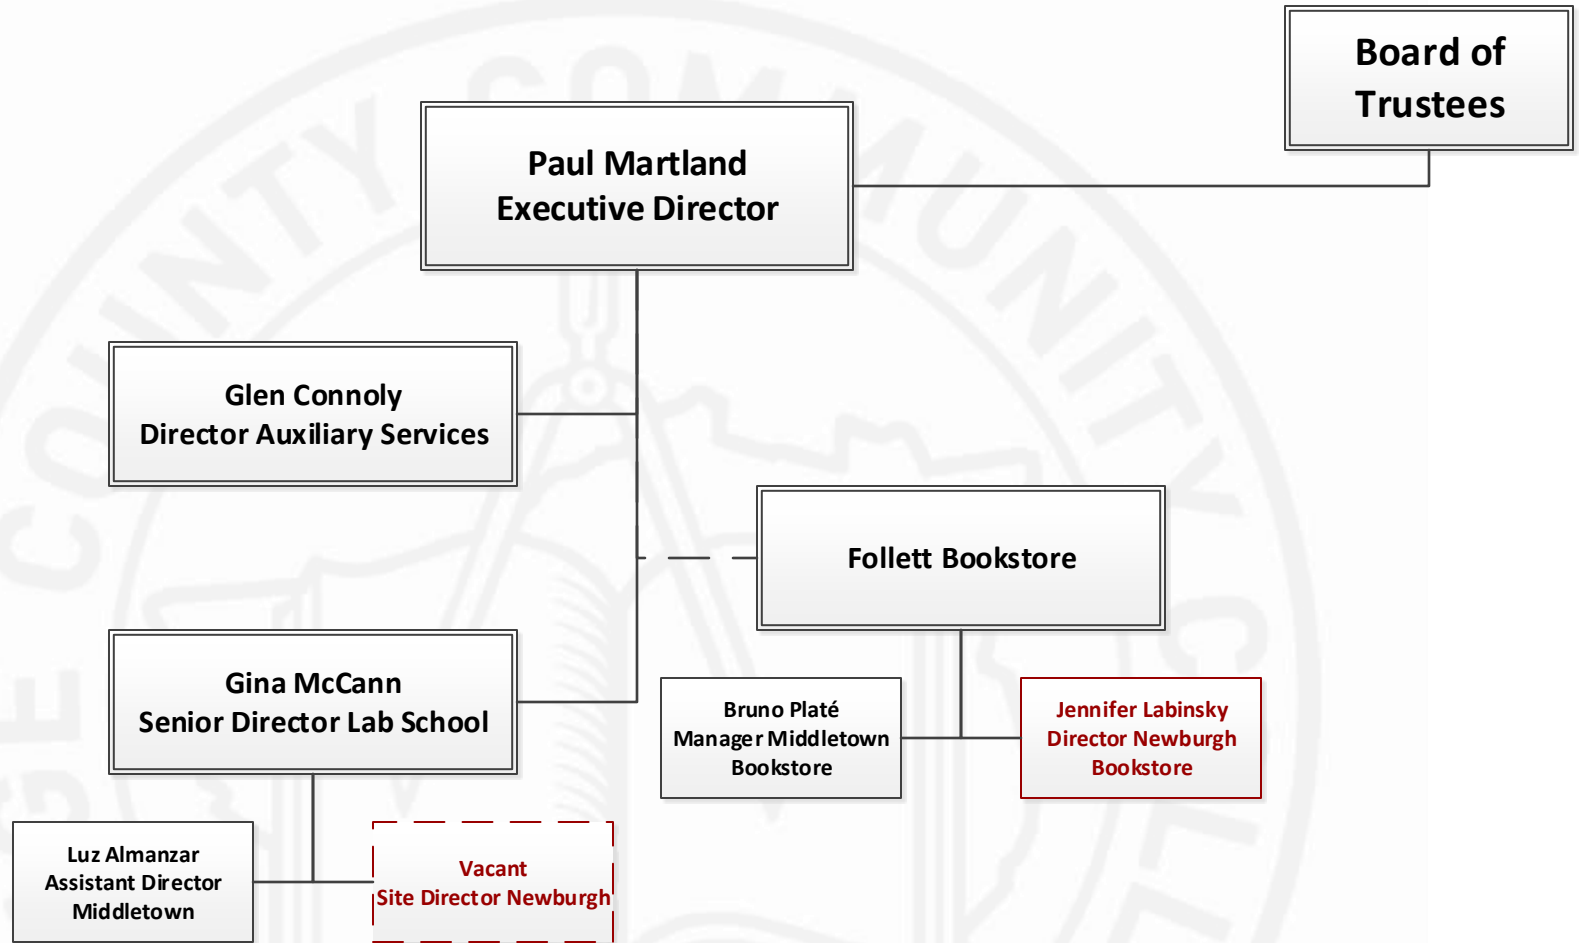 Board of
Trustees
Paul Martland
Executive Director
Glen Connoly
Director Auxiliary Services
Follett Bookstore
Gina McCann
Senior Director Lab School
Bruno Platé
Manager Middletown
Bookstore
Jennifer Labinsky
Director Newburgh
Bookstore
Luz Almanzar
Assistant Director
Middletown
Vacant
Site Director Newburgh
COUNTY COMMUNITY